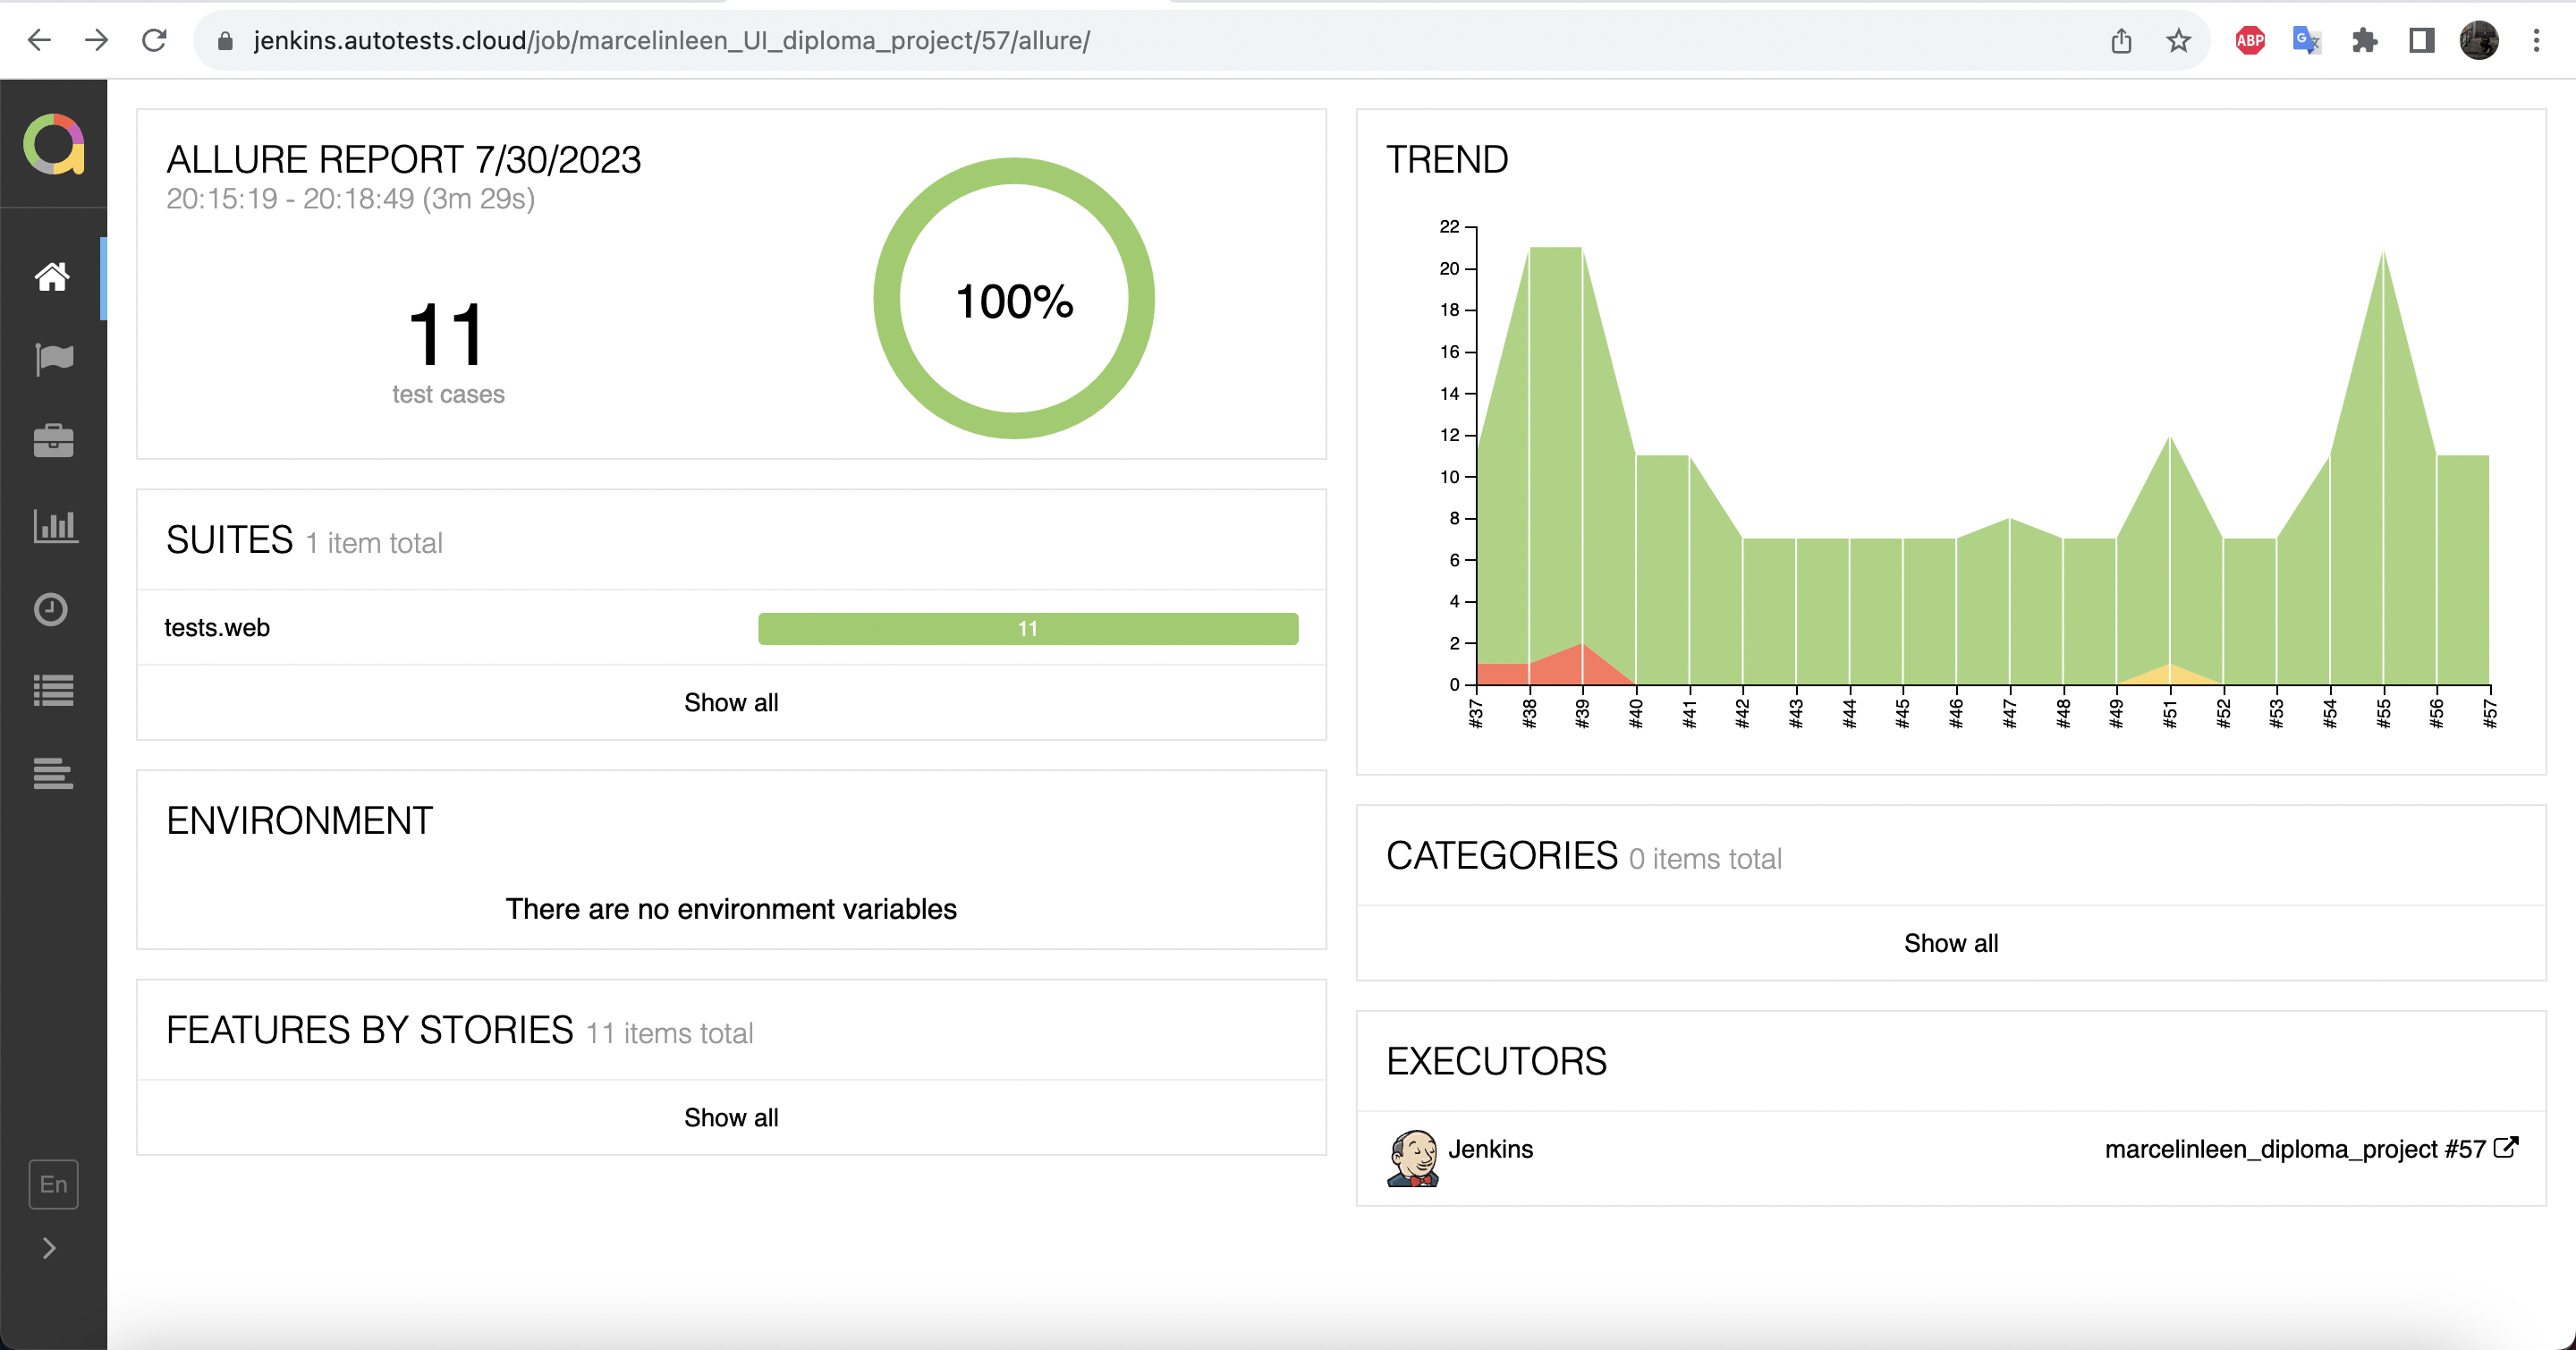 jenkins.autotests.cloud/job/marcelinleen_UI_diploma_project/57/allure/
ABP
G
ALLURE REPORT 7/30/2023
20:15:19 - 20:18:49 (3m 29s)
11
test cases
100%
SUITES 1 item total
tests.web 11
Show all
ENVIRONMENT
There are no environment variables
FEATURES BY STORIES 11 items total
Show all
TREND
22
20
18
16
14
12
10
8
6
4
2
0
#37 #38 #39 #40 #41 #42 #43 #44 #45 #46 #47 #48 #49 #51 #52 #53 #54 #55 #56 #57
CATEGORIES 0 items total
Show all
EXECUTORS
Jenkins marcelinleen_diploma_project #57
En